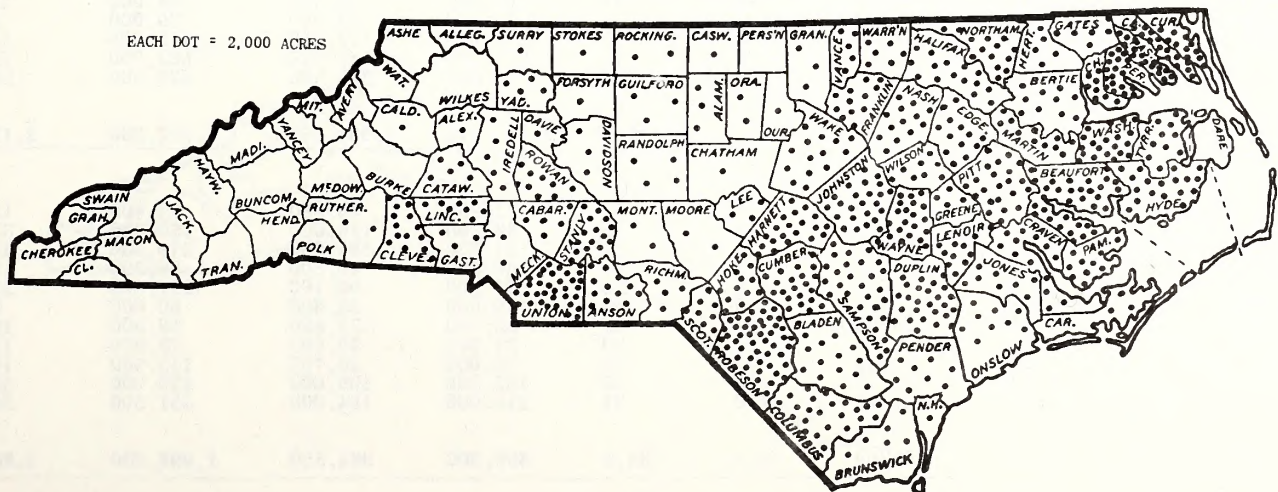 EACH DOT = 2,000 ACRES
ASHE ALLEG. SURRY STOKES ROCKING. CASW. PERS'N GRAN. VANCE WARR'N HALIFAX NORTHAM. HERT. GATES CA. CUR.
WAT. WILKES YAD. FORSYTH GUILFORD ALAM. ORA. DUR. FRANKLIN NASH EDGE. BERTIE CH. PER.
MIT. AVERY CALD. ALEX. IREDELL DAVIE DAVIDSON RANDOLPH CHATHAM WAKE WILSON MARTIN WASH. TYR. DARE
MADI. YANCEY BURKE CATAW. ROWAN JOHNSTON PITT BEAUFORT HYDE
SWAIN HAYW. BUNCOM. McDOW. LINC. CABAR. STANLY MONT. MOORE LEE HARNETT WAYNE GREENE LENOIR CRAVEN PAM.
GRAH. JACK. HEND. RUTHER.
CHEROKEE MACON TRAN. POLK CLEVE. GAST. MECK. RICHM. HOKE CUMBER. SAMPSON DUPLIN JONES
CL. UNION ANSON SCOT. ROBESON BLADEN PENDER ONSLOW CAR.
COLUMBUS BRUNSWICK N.H.